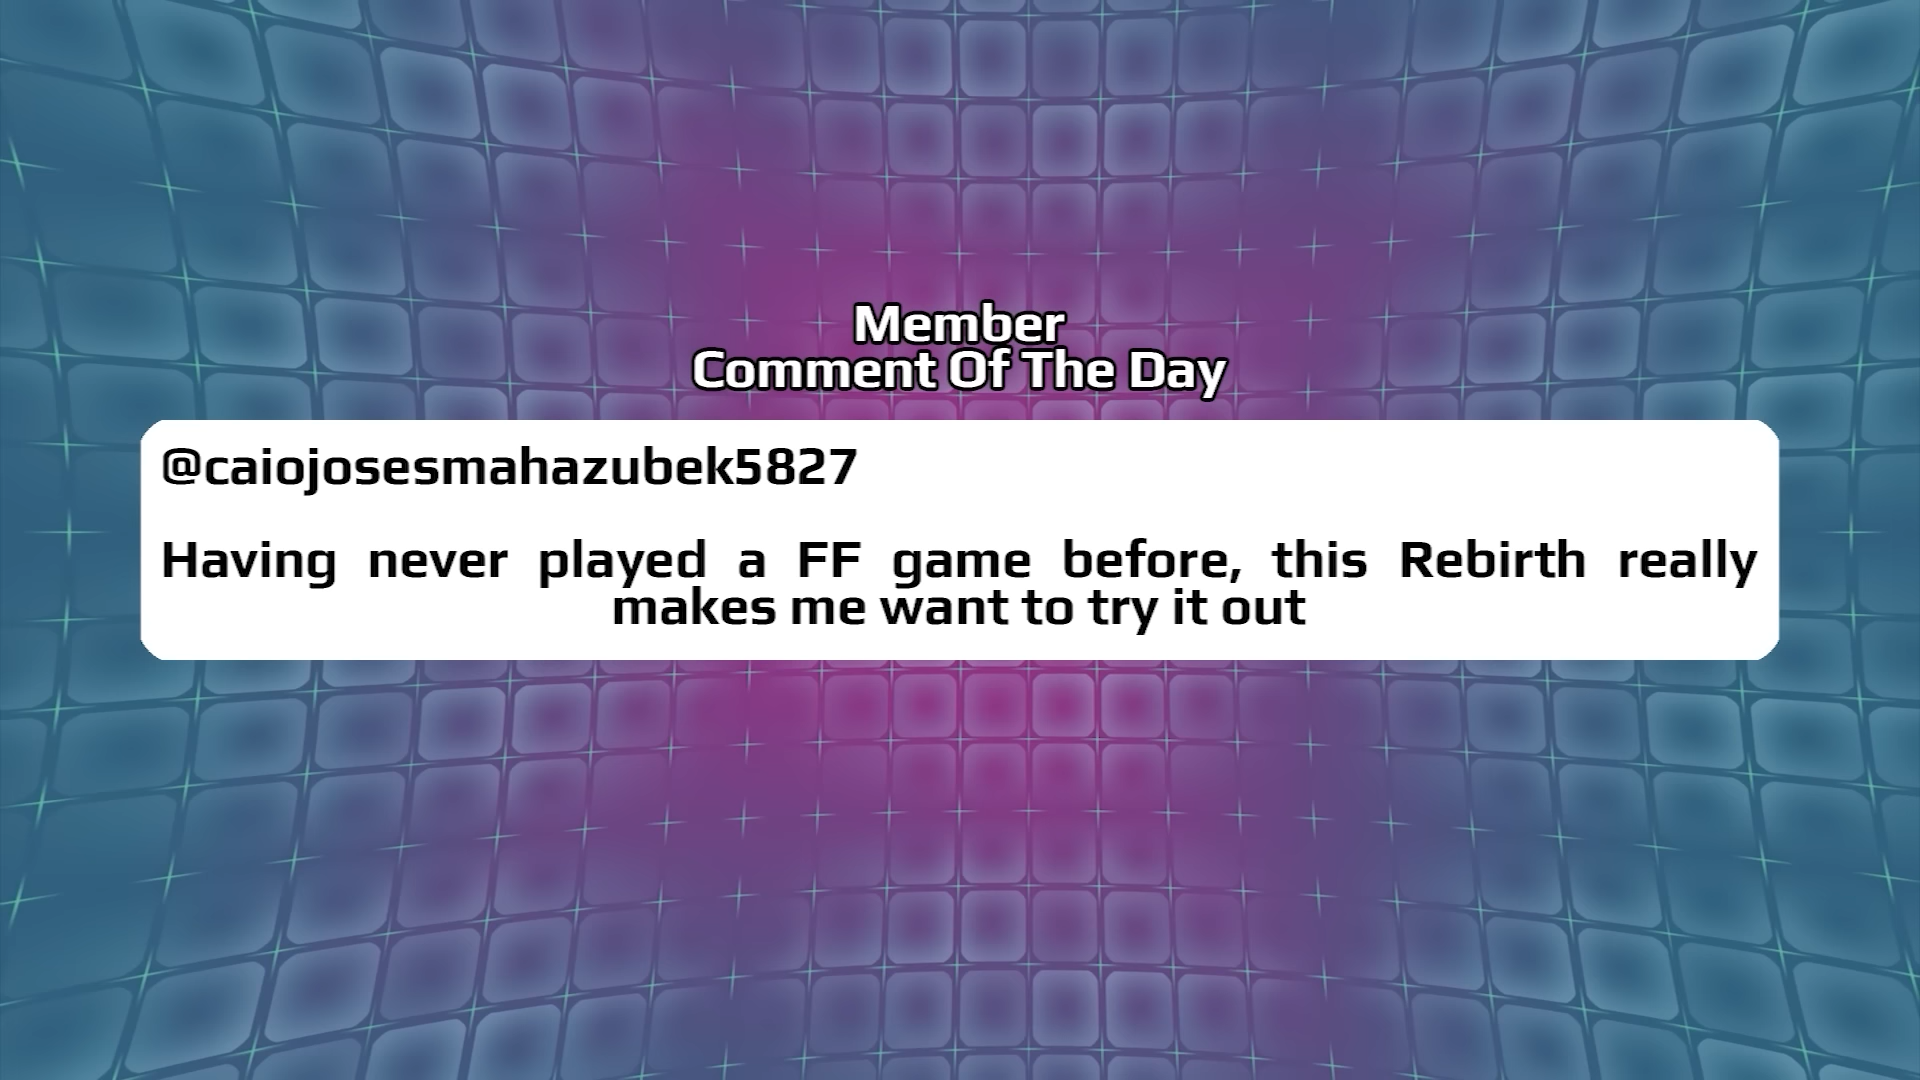 Member
Comment Of The Day
@caiojosesmahazubek5827
Having never played a FF game before, this Rebirth really
makes me want to try it out